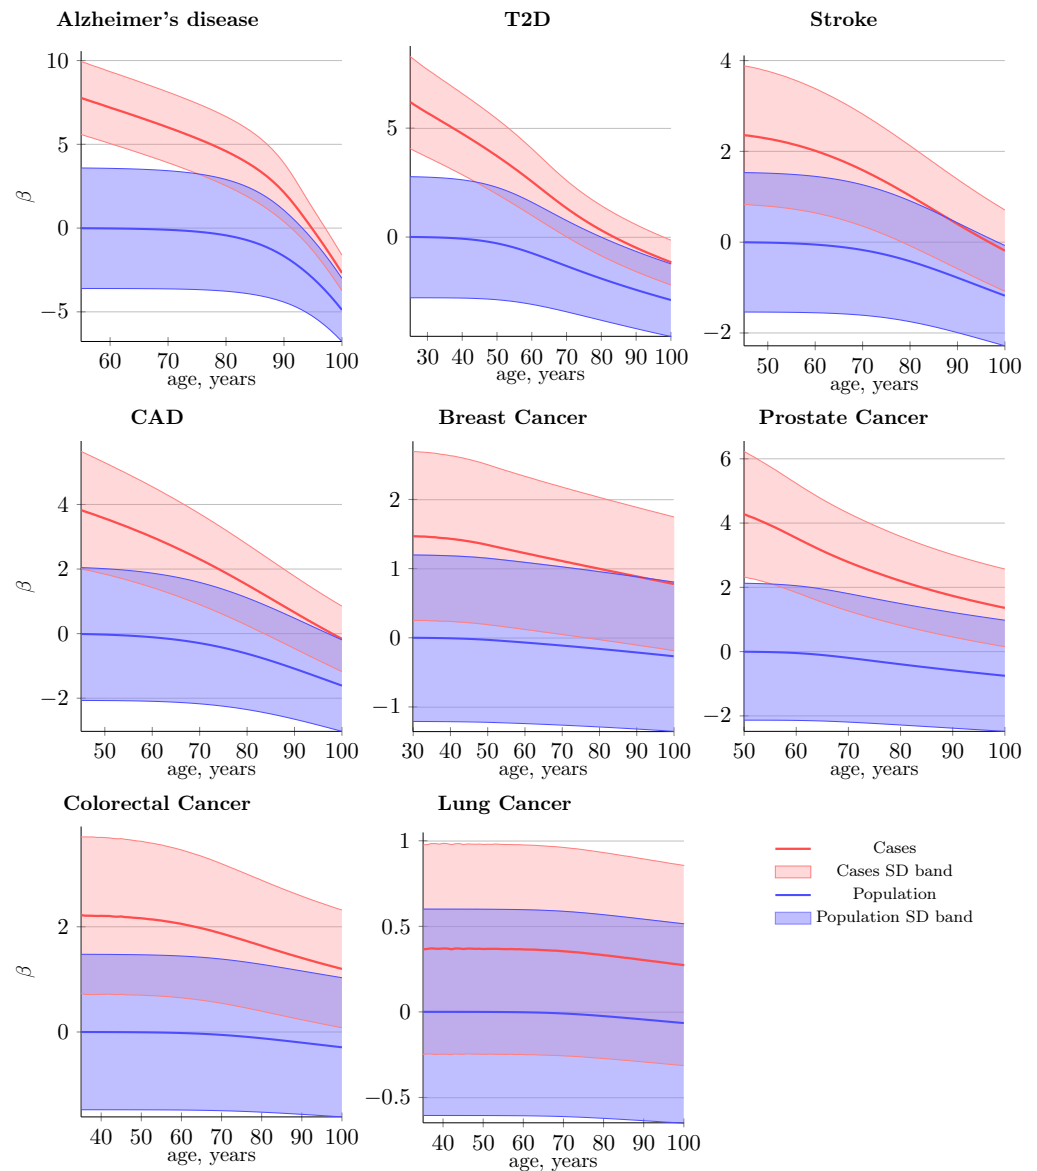 Alzheimer's disease
T2D
Stroke
10
5
0
−5
β
60 70 80 90 100
age, years
5
0
30 40 50 60 70 80 90 100
age, years
4
2
0
−2
50 60 70 80 90 100
age, years
CAD
Breast Cancer
Prostate Cancer
4
2
0
−2
β
50 60 70 80 90 100
age, years
2
1
0
−1
30 40 50 60 70 80 90 100
age, years
6
4
2
0
−2
50 60 70 80 90 100
age, years
Colorectal Cancer
Lung Cancer
2
0
β
40 50 60 70 80 90 100
age, years
1
0.5
0
−0.5
40 50 60 70 80 90 100
age, years
Cases
Cases SD band
Population
Population SD band